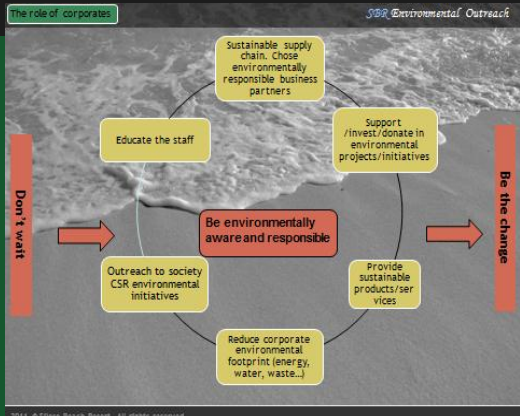 The role of corporates
SBR Environmental Outreach
Sustainable supply
chain. Chose
environmentally
responsible business
partners
Educate the staff
Support
/invest/donate in
environmental
projects/initiatives
Don't wait
Be environmentally
aware and responsible
Be the change
Outreach to society
CSR environmental
initiatives
Provide
sustainable
products/ser
vices
Reduce corporate
environmental
footprint (energy,
water, waste...)
Beach Resort. All rights reserved